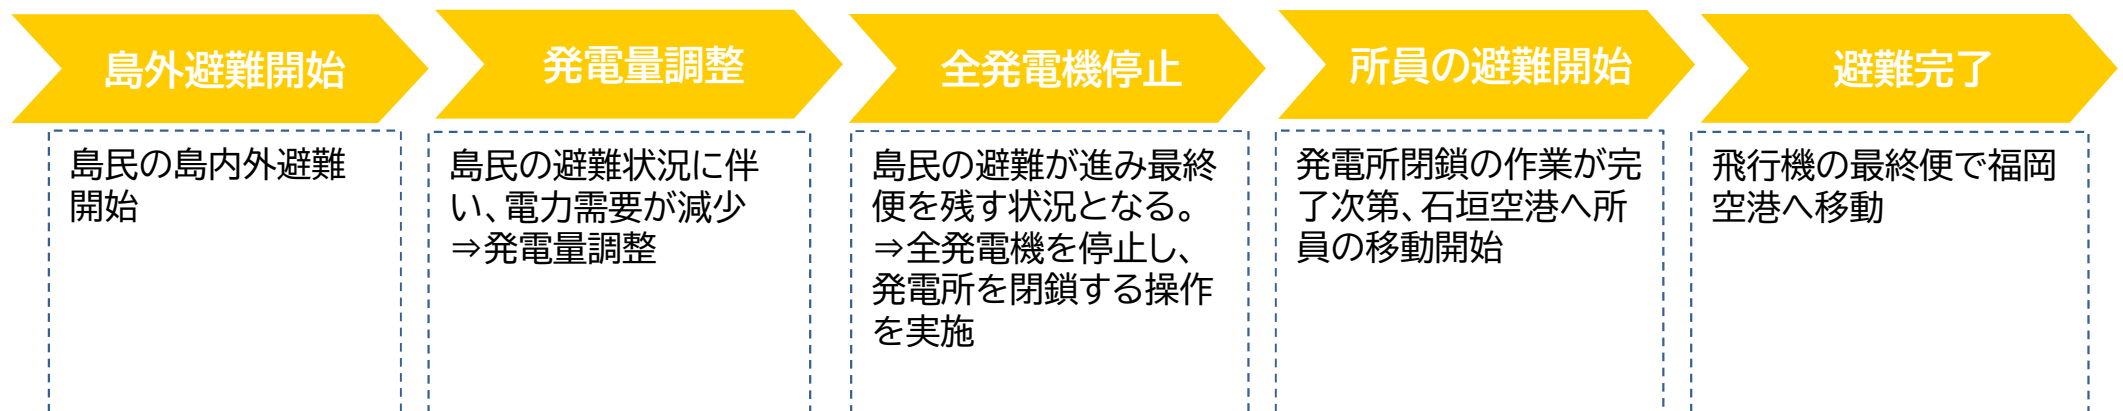 島外避難開始
発電量調整
全発電機停止
所員の避難開始
避難完了
島民の島内外避難
開始
島民の避難状況に伴
い、電力需要が減少
⇒発電量調整
島民の避難が進み最終
便を残す状況となる。
⇒全発電機を停止し、
発電所を閉鎖する操作
を実施
発電所閉鎖の作業が完
了次第、石垣空港へ所
員の移動開始
飛行機の最終便で福岡
空港へ移動